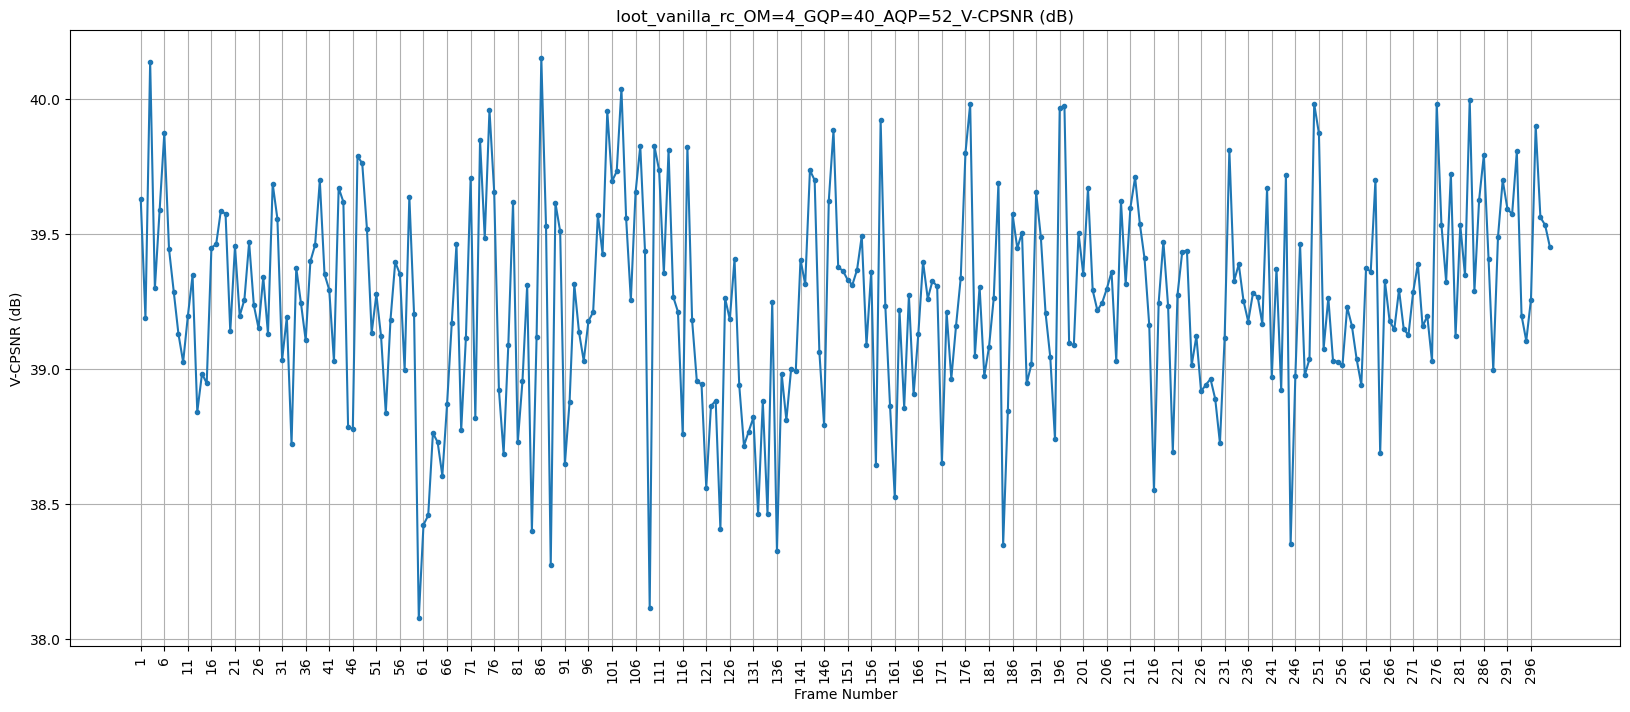 loot_vanilla_rc_OM=4_GQP=40_AQP=52_V-CPSNR (dB)
V-CPSNR (dB)
40.0
39.5
39.0
38.5
38.0
1 6 11 16 21 26 31 36 41 46 51 56 61 66 71 76 81 86 91 96 101 106 111 116 121 126 131 136 141 146 151 156 161 166 171 176 181 186 191 196 201 206 211 216 221 226 231 236 241 246 251 256 261 266 271 276 281 286 291 296
Frame Number